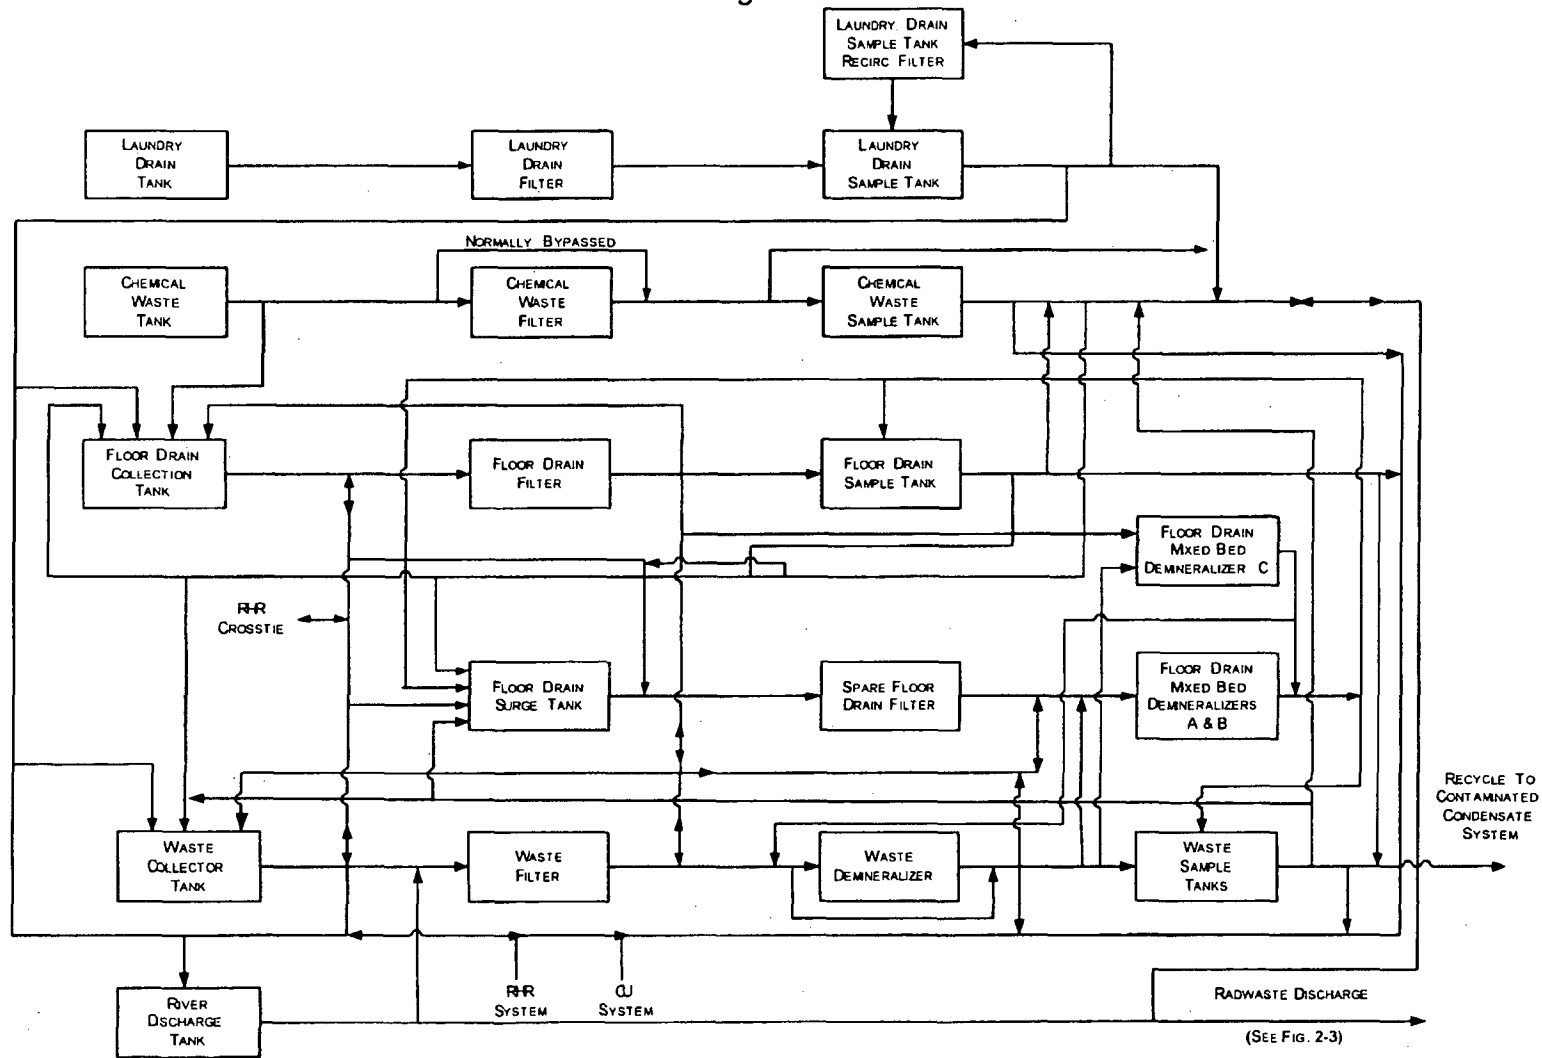 LAUNDRY DRAIN
SAMPLE TANK
RECIRC FILTER
LAUNDRY
DRAIN
TANK
LAUNDRY
DRAIN
FILTER
LAUNDRY
DRAIN
SAMPLE TANK
NORMALLY BYPASSED
CHEMICAL
WASTE
TANK
CHEMICAL
WASTE
FILTER
CHEMICAL
WASTE
SAMPLE TANK
FLOOR DRAIN
COLLECTION
TANK
FLOOR DRAIN
FILTER
FLOOR DRAIN
SAMPLE TANK
FLOOR DRAIN
MIXED BED
DEMINERALIZER C
RHR
CROSSTIE
FLOOR DRAIN
SURGE TANK
SPARE FLOOR
DRAIN FILTER
FLOOR DRAIN
MIXED BED
DEMINERALIZERS
A & B
RECYCLE TO
CONTAMINATED
CONDENSATE
SYSTEM
WASTE
COLLECTOR
TANK
WASTE
FILTER
WASTE
DEMINERALIZER
WASTE
SAMPLE
TANKS
RIVER
DISCHARGE
TANK
RHR
SYSTEM
CU
SYSTEM
RADWASTE DISCHARGE
(SEE FIG. 2-3)